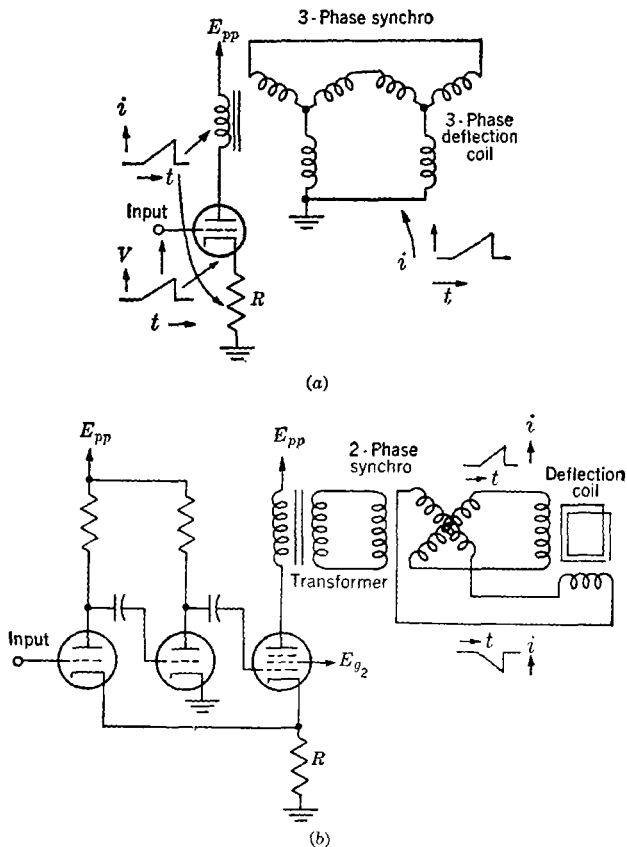 3-Phase synchro
E_pp
3-Phase
deflection
coil
i
t
Input
V
t
R
i
t
(a)
E_pp
E_pp
2-Phase
synchro
i
t
Deflection
coil
Transformer
Input
E_g2
t
i
R
(b)